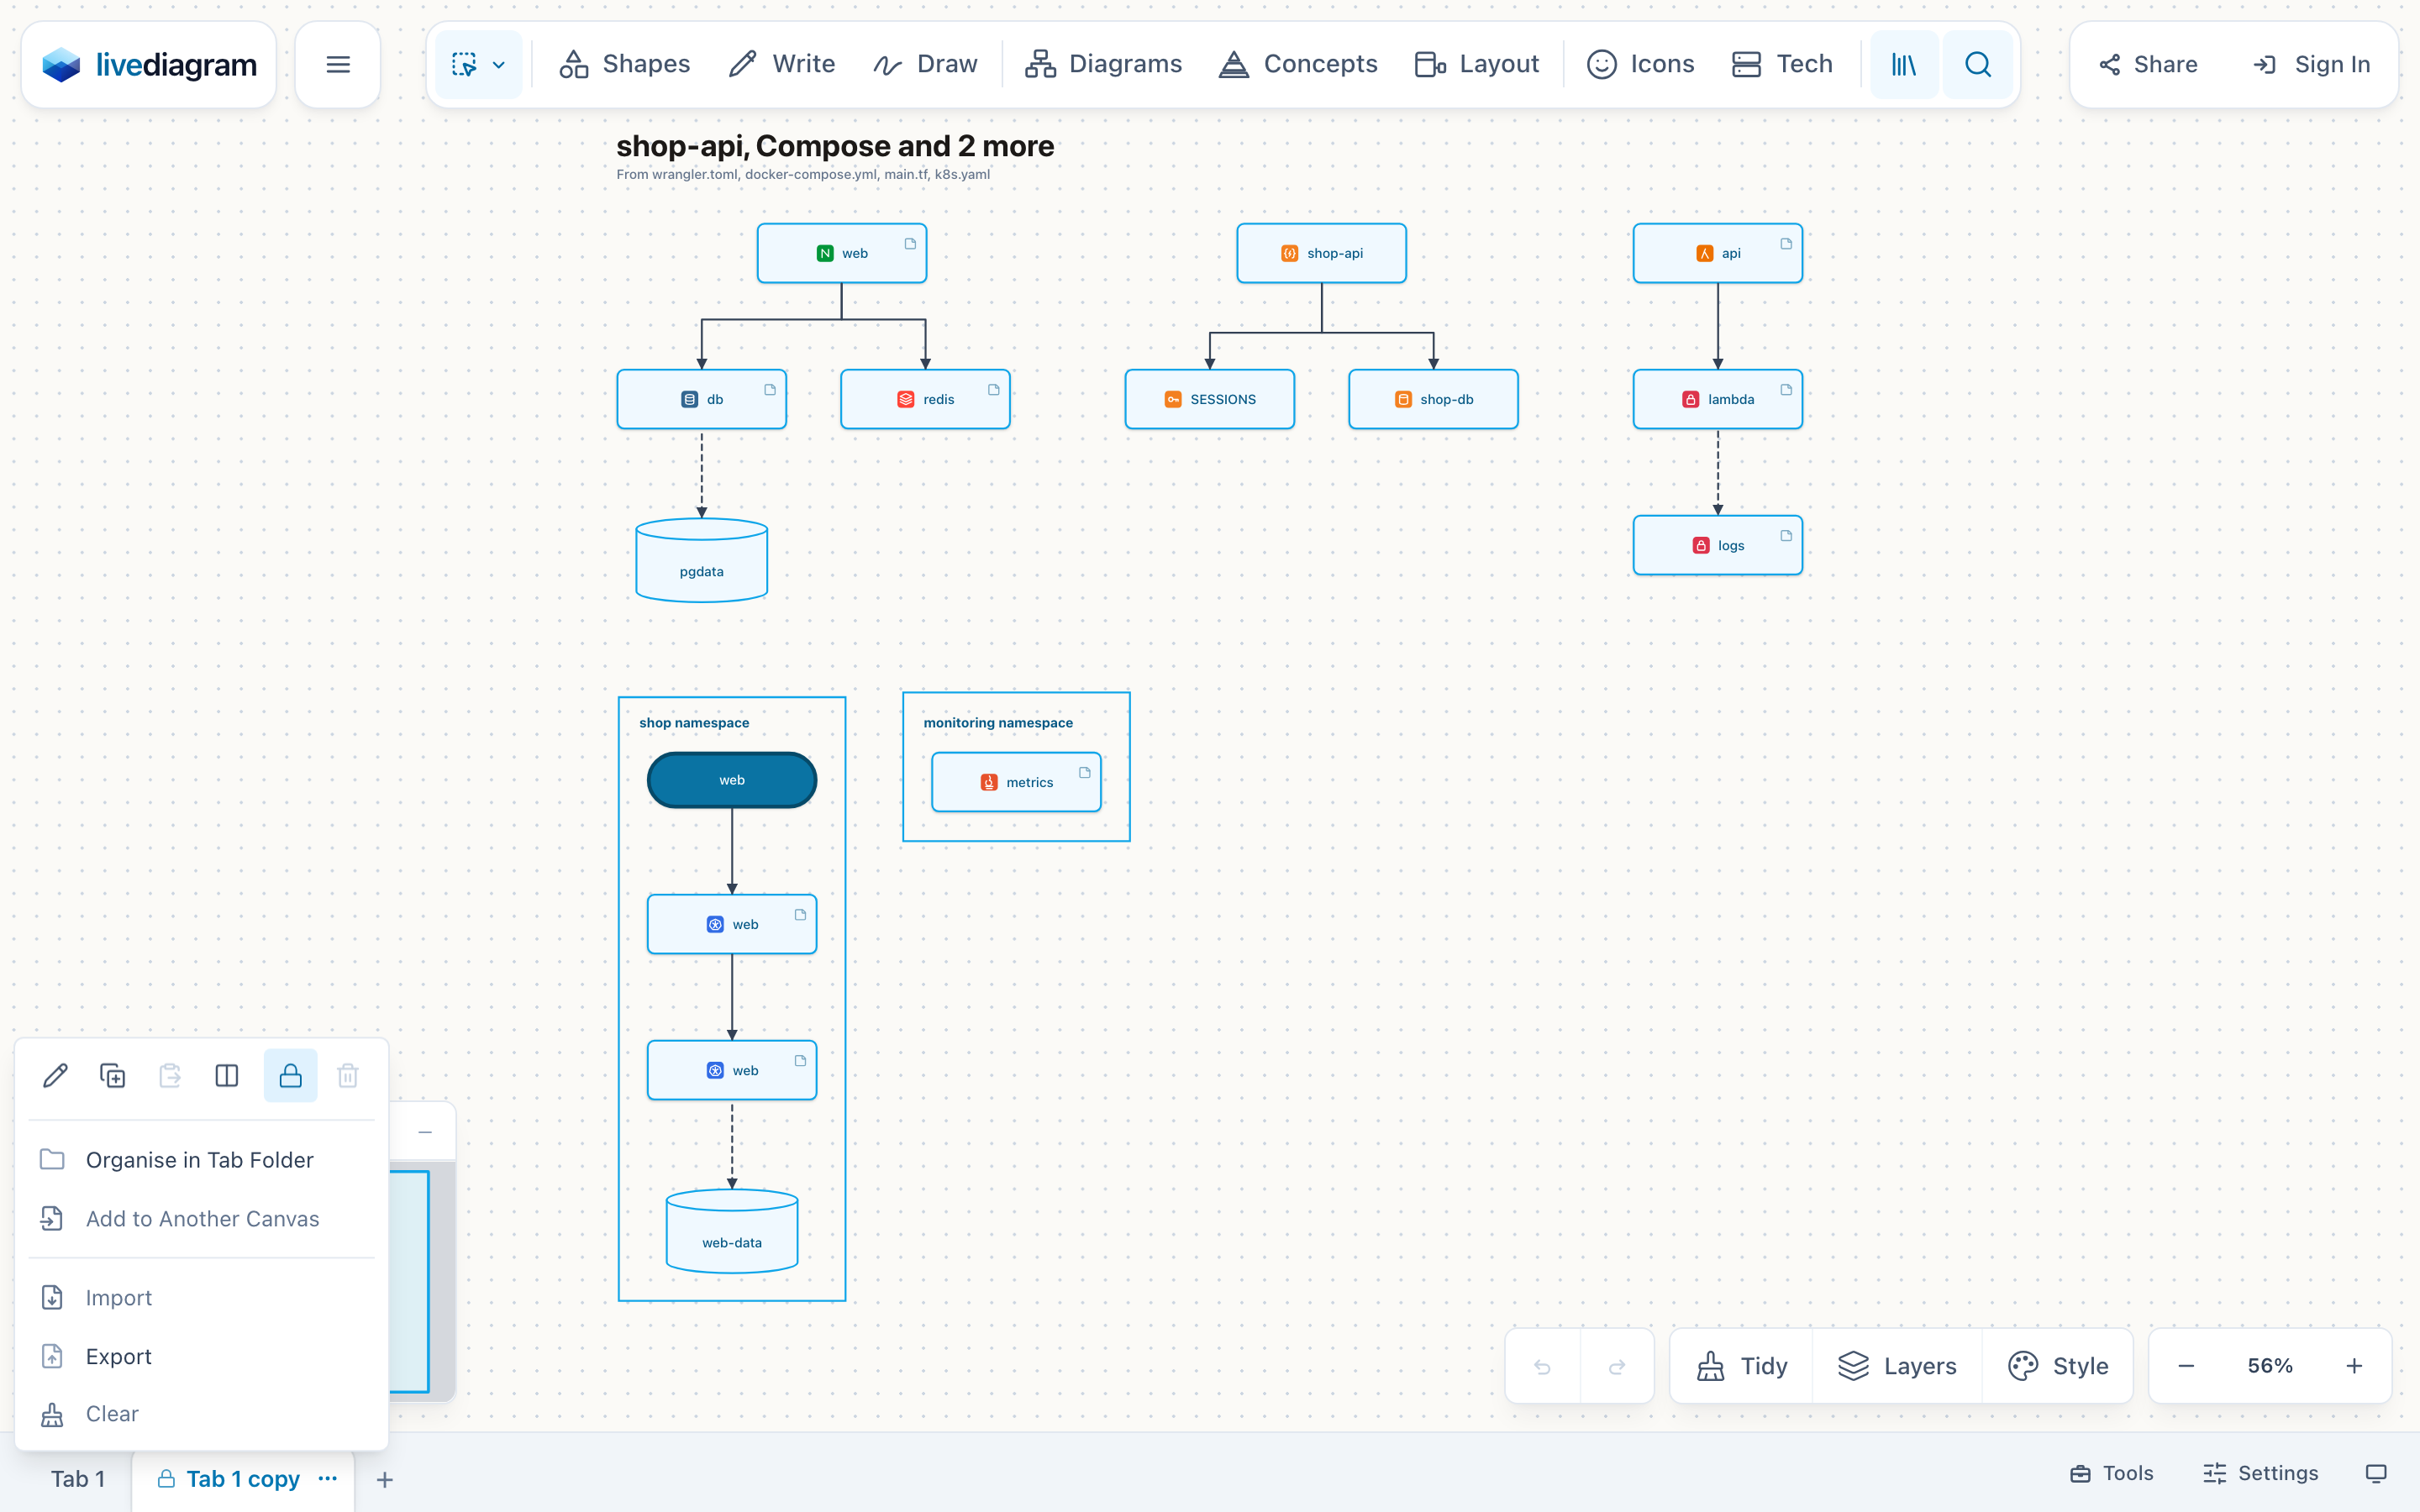 livediagram
Shapes
Write
Draw
Diagrams
Concepts
Layout
Icons
Tech
Share
Sign In
shop-api, Compose and 2 more
From wrangler.toml, docker-compose.yml, main.tf, k8s.yaml
web
shop-api
api
db
redis
SESSIONS
shop-db
lambda
pgdata
logs
shop namespace
monitoring namespace
web
metrics
web
web
web-data
Organise in Tab Folder
Add to Another Canvas
Import
Export
Clear
Tidy
Layers
Style
56%
Tab 1
Tab 1 copy
Tools
Settings